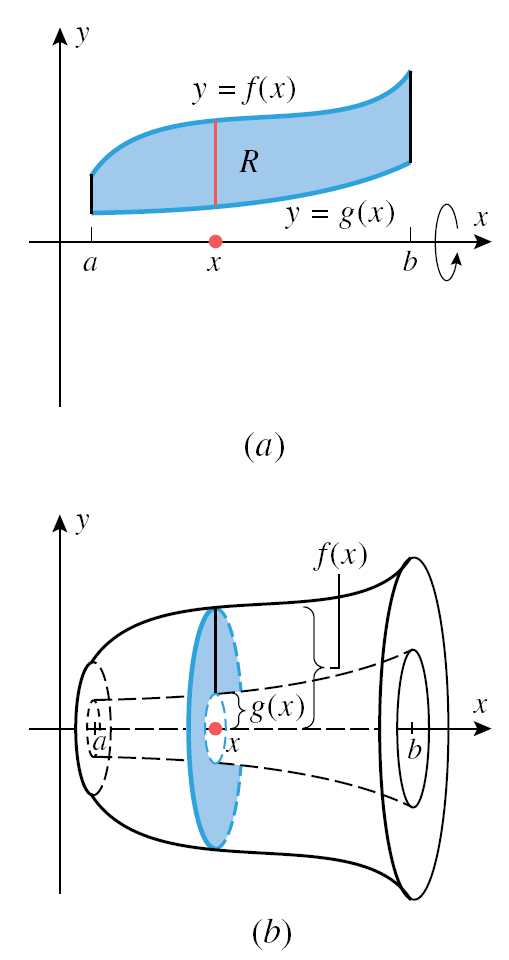 y
y = f(x)
R
y = g(x)
x
a
x
b
(a)
y
f(x)
g(x)
x
a
x
b
(b)